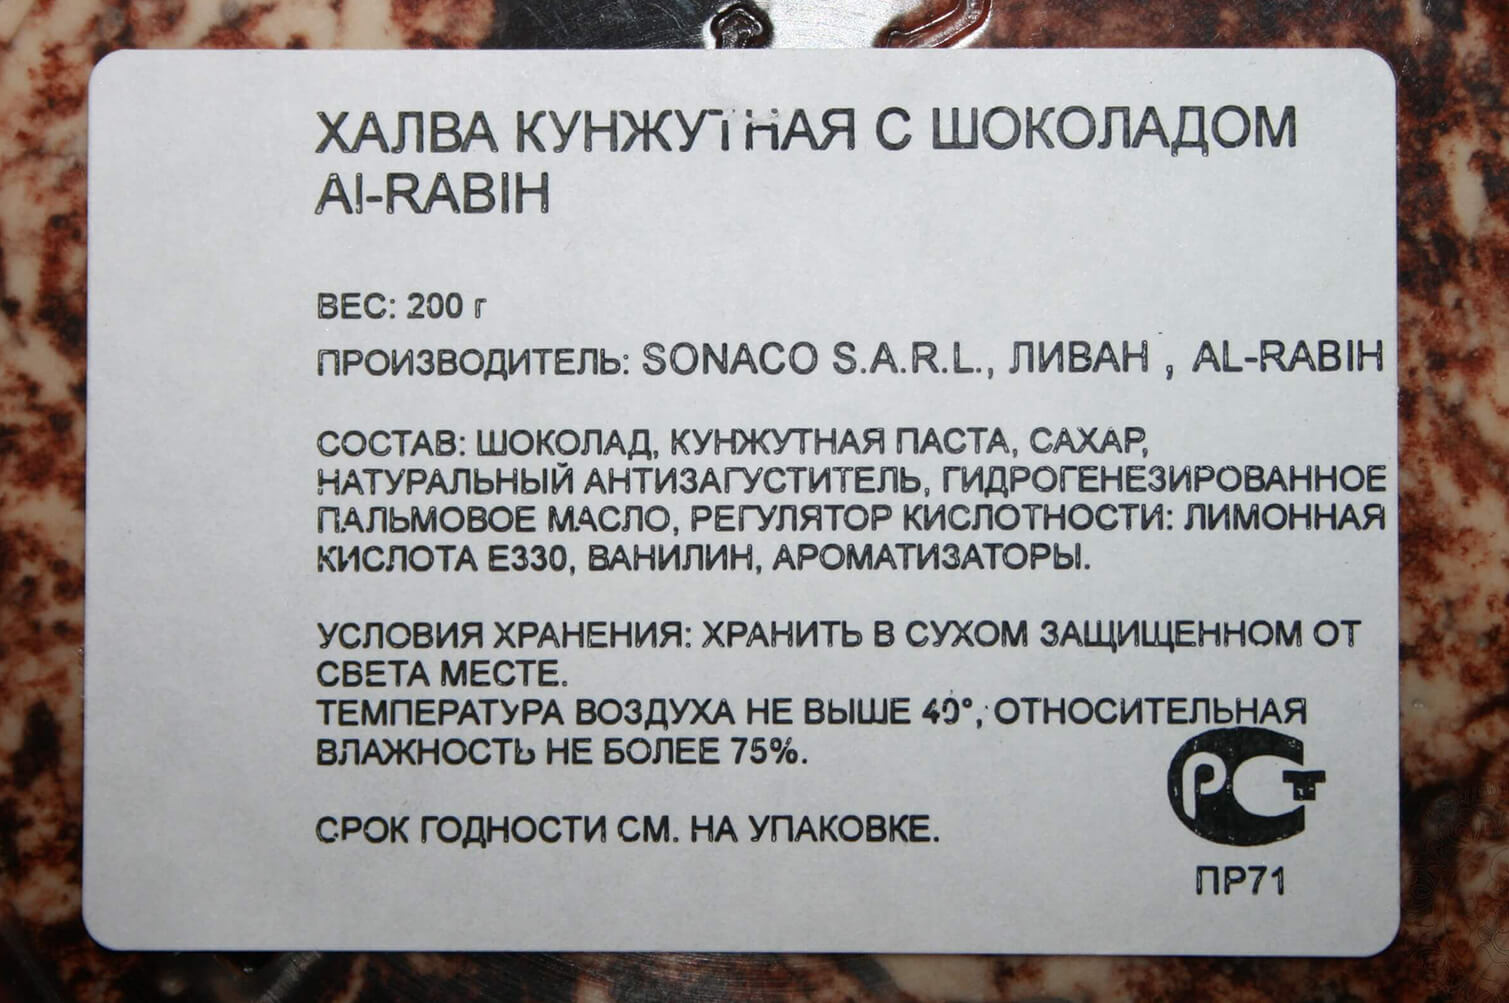 ХАЛВА КУНЖУТНАЯ С ШОКОЛАДОМ
Al-RABIH
ВЕС: 200 г
ПРОИЗВОДИТЕЛЬ: SONACO S.A.R.L., ЛИВАН , AL-RABIH
СОСТАВ: ШОКОЛАД, КУНЖУТНАЯ ПАСТА, САХАР,
НАТУРАЛЬНЫЙ АНТИЗАГУСТИТЕЛЬ, ГИДРОГЕНЕЗИРОВАННОЕ
ПАЛЬМОВОЕ МАСЛО, РЕГУЛЯТОР КИСЛОТНОСТИ: ЛИМОННАЯ
КИСЛОТА Е330, ВАНИЛИН, АРОМАТИЗАТОРЫ.
УСЛОВИЯ ХРАНЕНИЯ: ХРАНИТЬ В СУХОМ ЗАЩИЩЕННОМ ОТ
СВЕТА МЕСТЕ.
ТЕМПЕРАТУРА ВОЗДУХА НЕ ВЫШЕ 40°, ОТНОСИТЕЛЬНАЯ
ВЛАЖНОСТЬ НЕ БОЛЕЕ 75%.
РСТ
СРОК ГОДНОСТИ СМ. НА УПАКОВКЕ.
ПР71